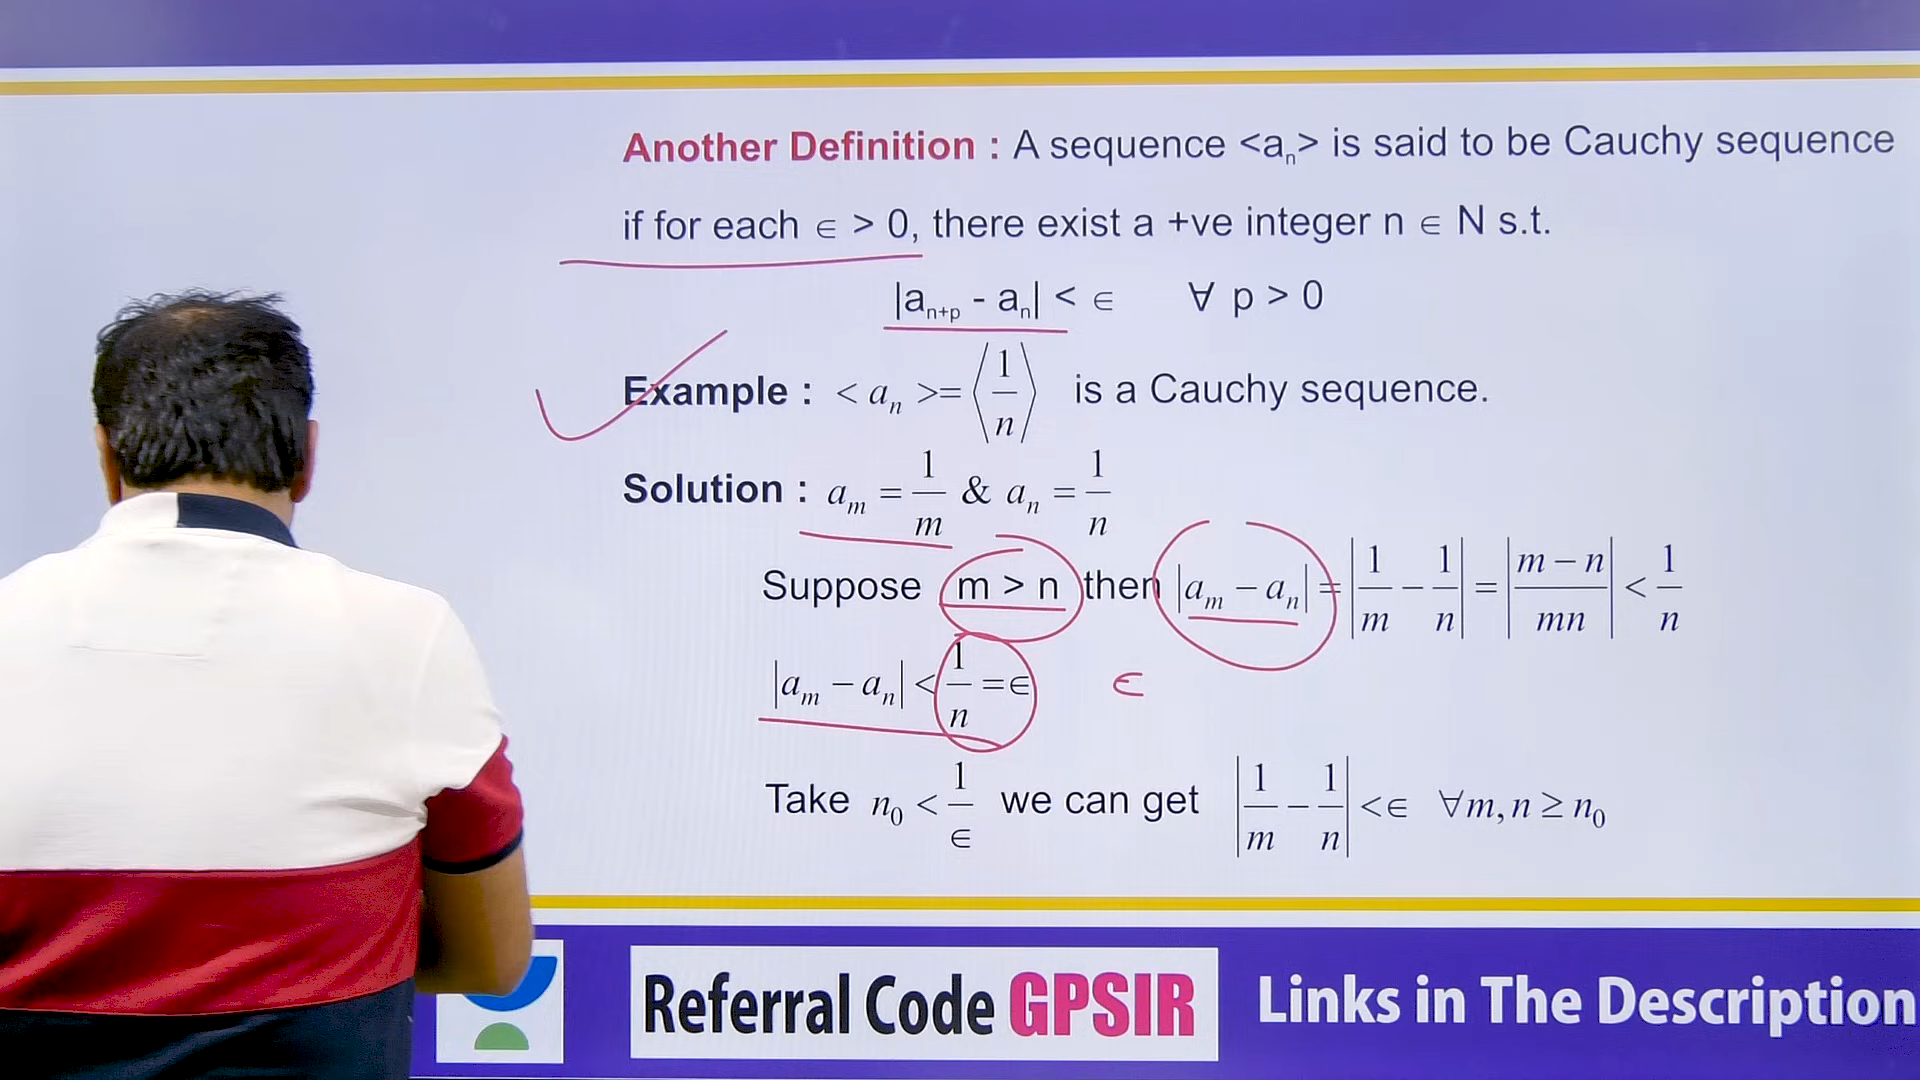 Another Definition : A sequence <aₙ> is said to be Cauchy sequence
if for each ∈ > 0, there exist a +ve integer n ∈ N s.t.
|aₙ₊ₚ - aₙ| < ∈ ∀ p > 0
Example : < aₙ >= ⟨1/n⟩ is a Cauchy sequence.
Solution : aₘ = 1/m & aₙ = 1/n
Suppose m > n then |aₘ − aₙ| = |1/m − 1/n| = |(m − n)/mn| < 1/n
|aₘ − aₙ| < 1/n =∈ ∈
Take n₀ < 1/∈ we can get |1/m − 1/n| <∈ ∀m, n ≥ n₀
Referral Code GPSIR Links in The Description